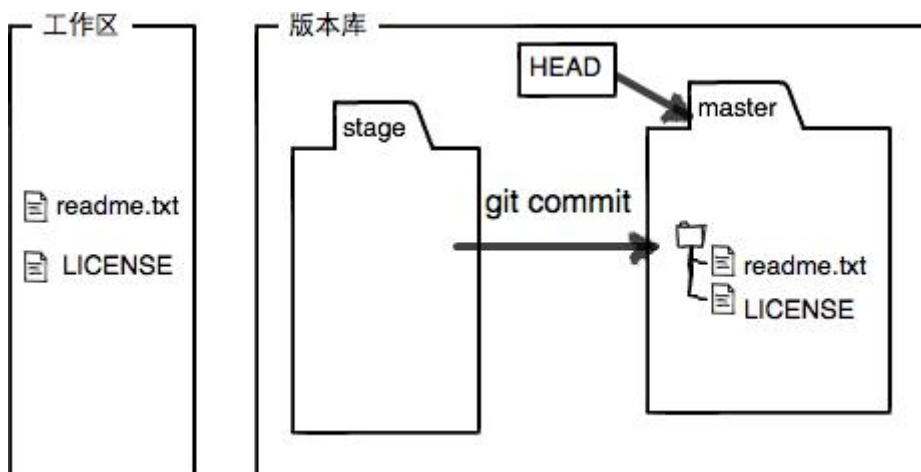 工作区
版本库
HEAD
master
stage
readme.txt
LICENSE
git commit
readme.txt
LICENSE